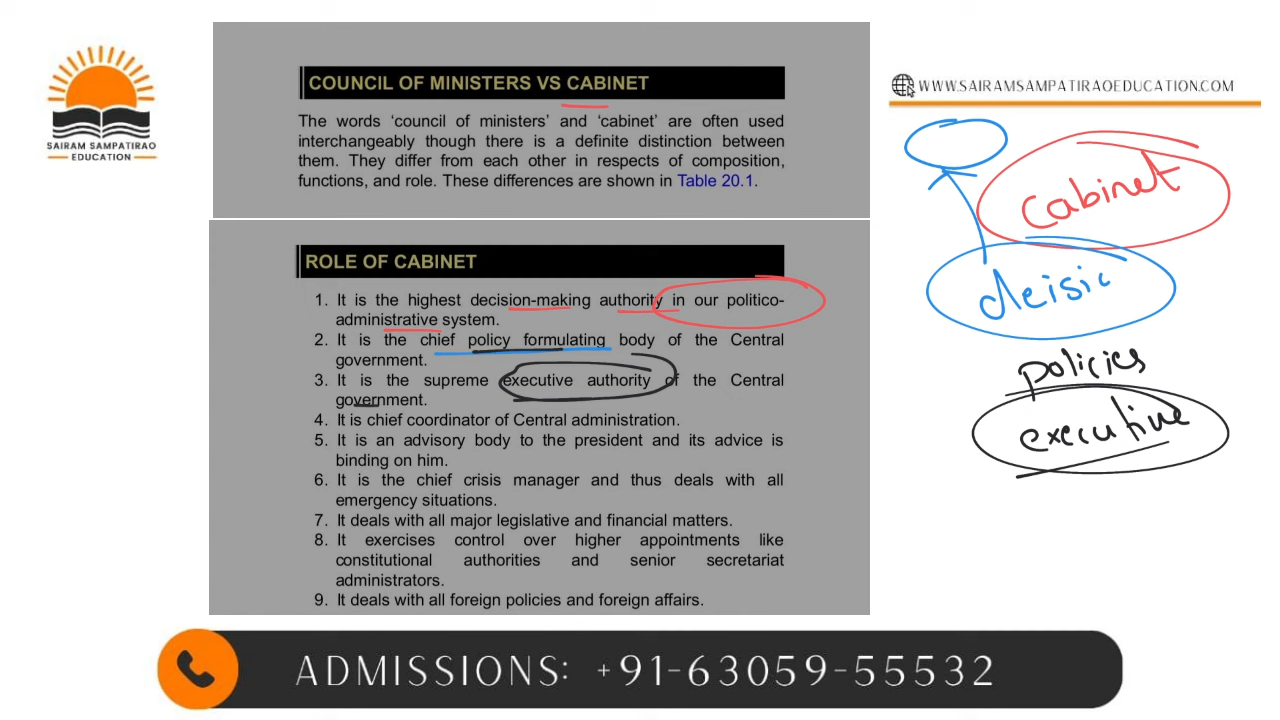 SAIRAM SAMPATIRAO
EDUCATION
COUNCIL OF MINISTERS VS CABINET
The words ‘council of ministers’ and ‘cabinet’ are often used
interchangeably though there is a definite distinction between
them. They differ from each other in respects of composition,
functions, and role. These differences are shown in Table 20.1.
ROLE OF CABINET
1. It is the highest decision-making authority in our politico-
administrative system.
2. It is the chief policy formulating body of the Central
government.
3. It is the supreme executive authority of the Central
government.
4. It is chief coordinator of Central administration.
5. It is an advisory body to the president and its advice is
binding on him.
6. It is the chief crisis manager and thus deals with all
emergency situations.
7. It deals with all major legislative and financial matters.
8. It exercises control over higher appointments like
constitutional authorities and senior secretariat
administrators.
9. It deals with all foreign policies and foreign affairs.
WWW.SAIRAMSAMPATIRAOEDUCATION.COM
cabinet
deisic
policies
executive
ADMISSIONS: +91-63059-55532